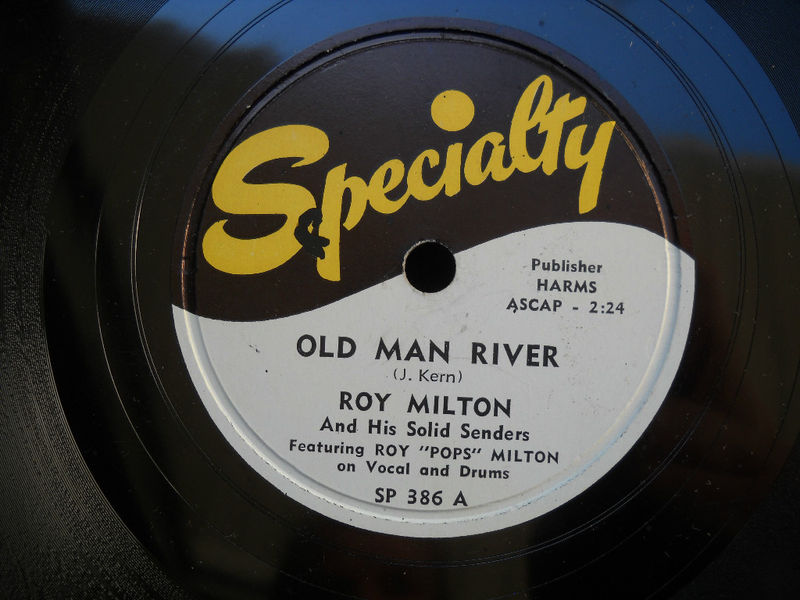 Specialty
Publisher
HARMS
ASCAP - 2:24
OLD MAN RIVER
(J. Kern)
ROY MILTON
And His Solid Senders
Featuring ROY "POPS" MILTON
on Vocal and Drums
SP 386 A